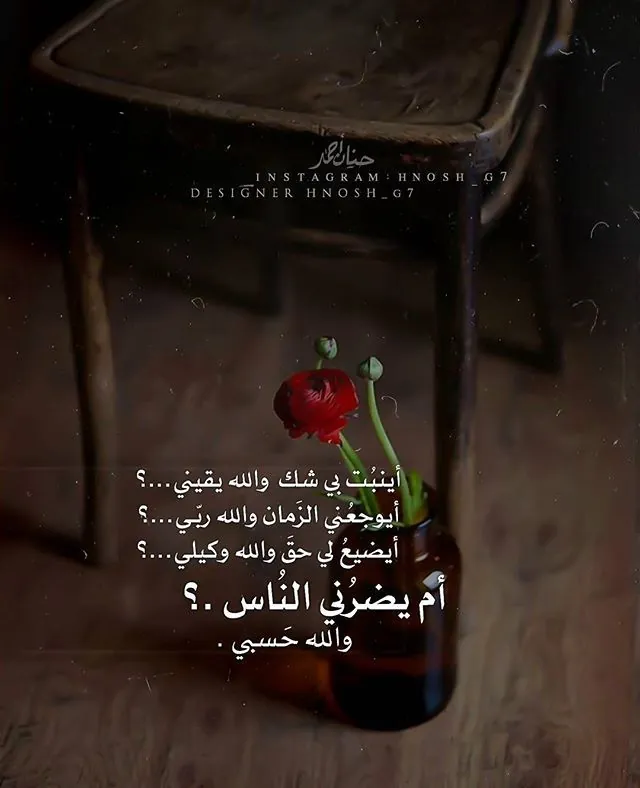 حنان احمد
INSTAGRAM : HNOSH_G7
DESIGNER HNOSH_G7
أينبُت بي شك والله يقيني...؟
أيوجعُني الزَمان والله ربّي...؟
أيضيعُ لي حقَ والله وكيلي...؟
أم يضرُني النُاس .؟
والله حَسبي .